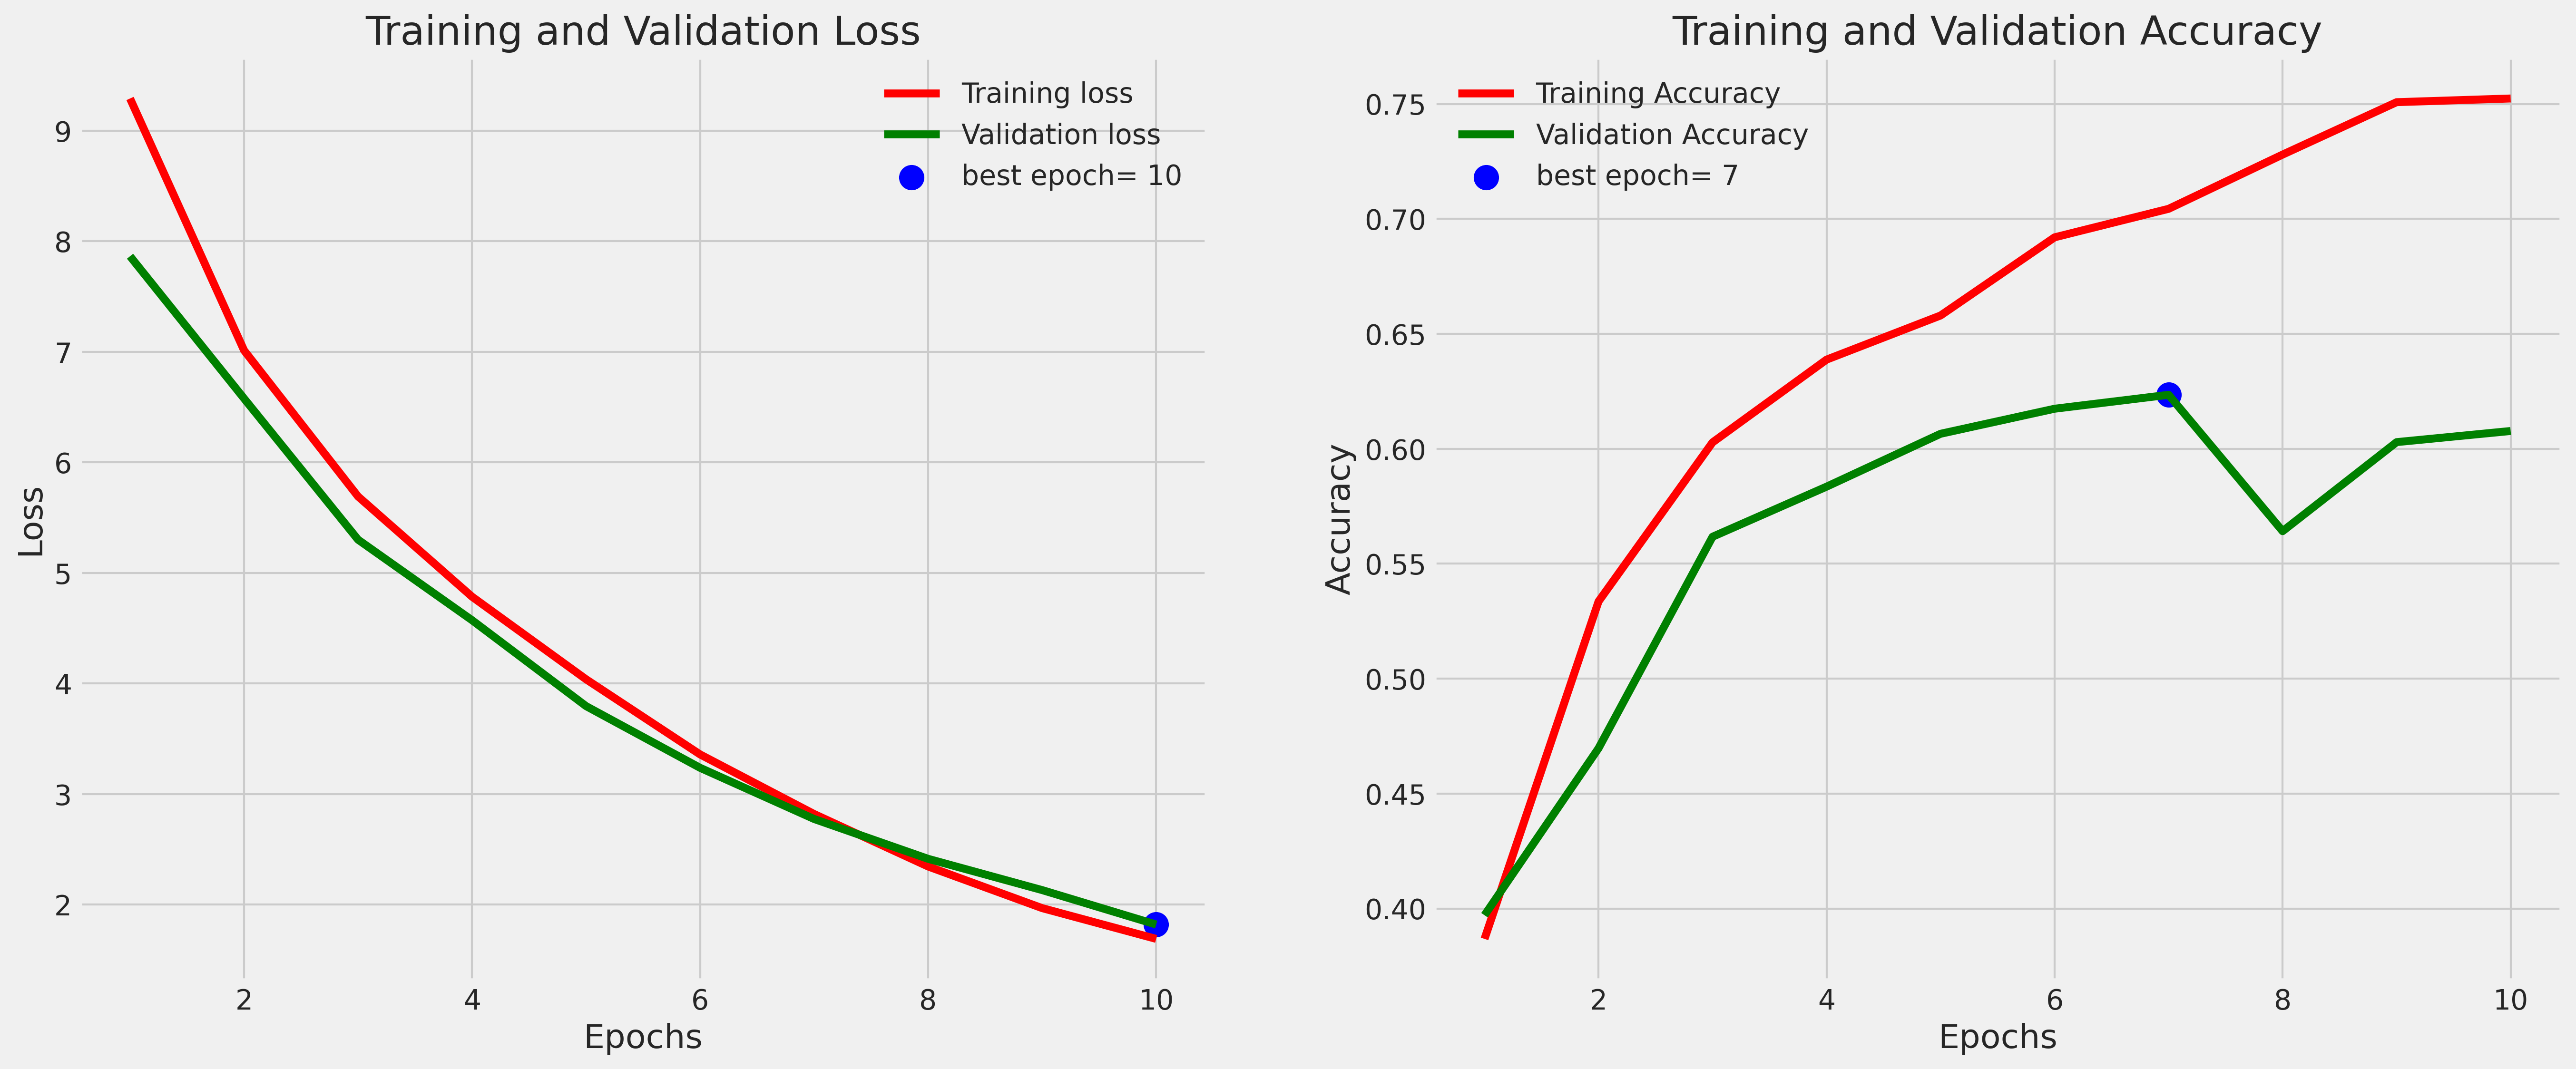 Training and Validation Loss
Training loss
Validation loss
best epoch= 10
9
8
7
6
5
4
3
2
Loss
2 4 6 8 10
Epochs
Training and Validation Accuracy
Training Accuracy
Validation Accuracy
best epoch= 7
0.75
0.70
0.65
0.60
0.55
0.50
0.45
0.40
Accuracy
2 4 6 8 10
Epochs